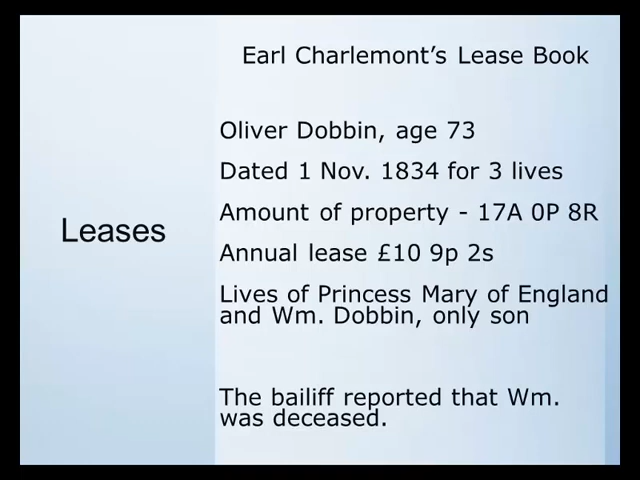 Earl Charlemont's Lease Book
Leases
Oliver Dobbin, age 73
Dated 1 Nov. 1834 for 3 lives
Amount of property - 17A 0P 8R
Annual lease £10 9p 2s
Lives of Princess Mary of England
and Wm. Dobbin, only son
The bailiff reported that Wm.
was deceased.